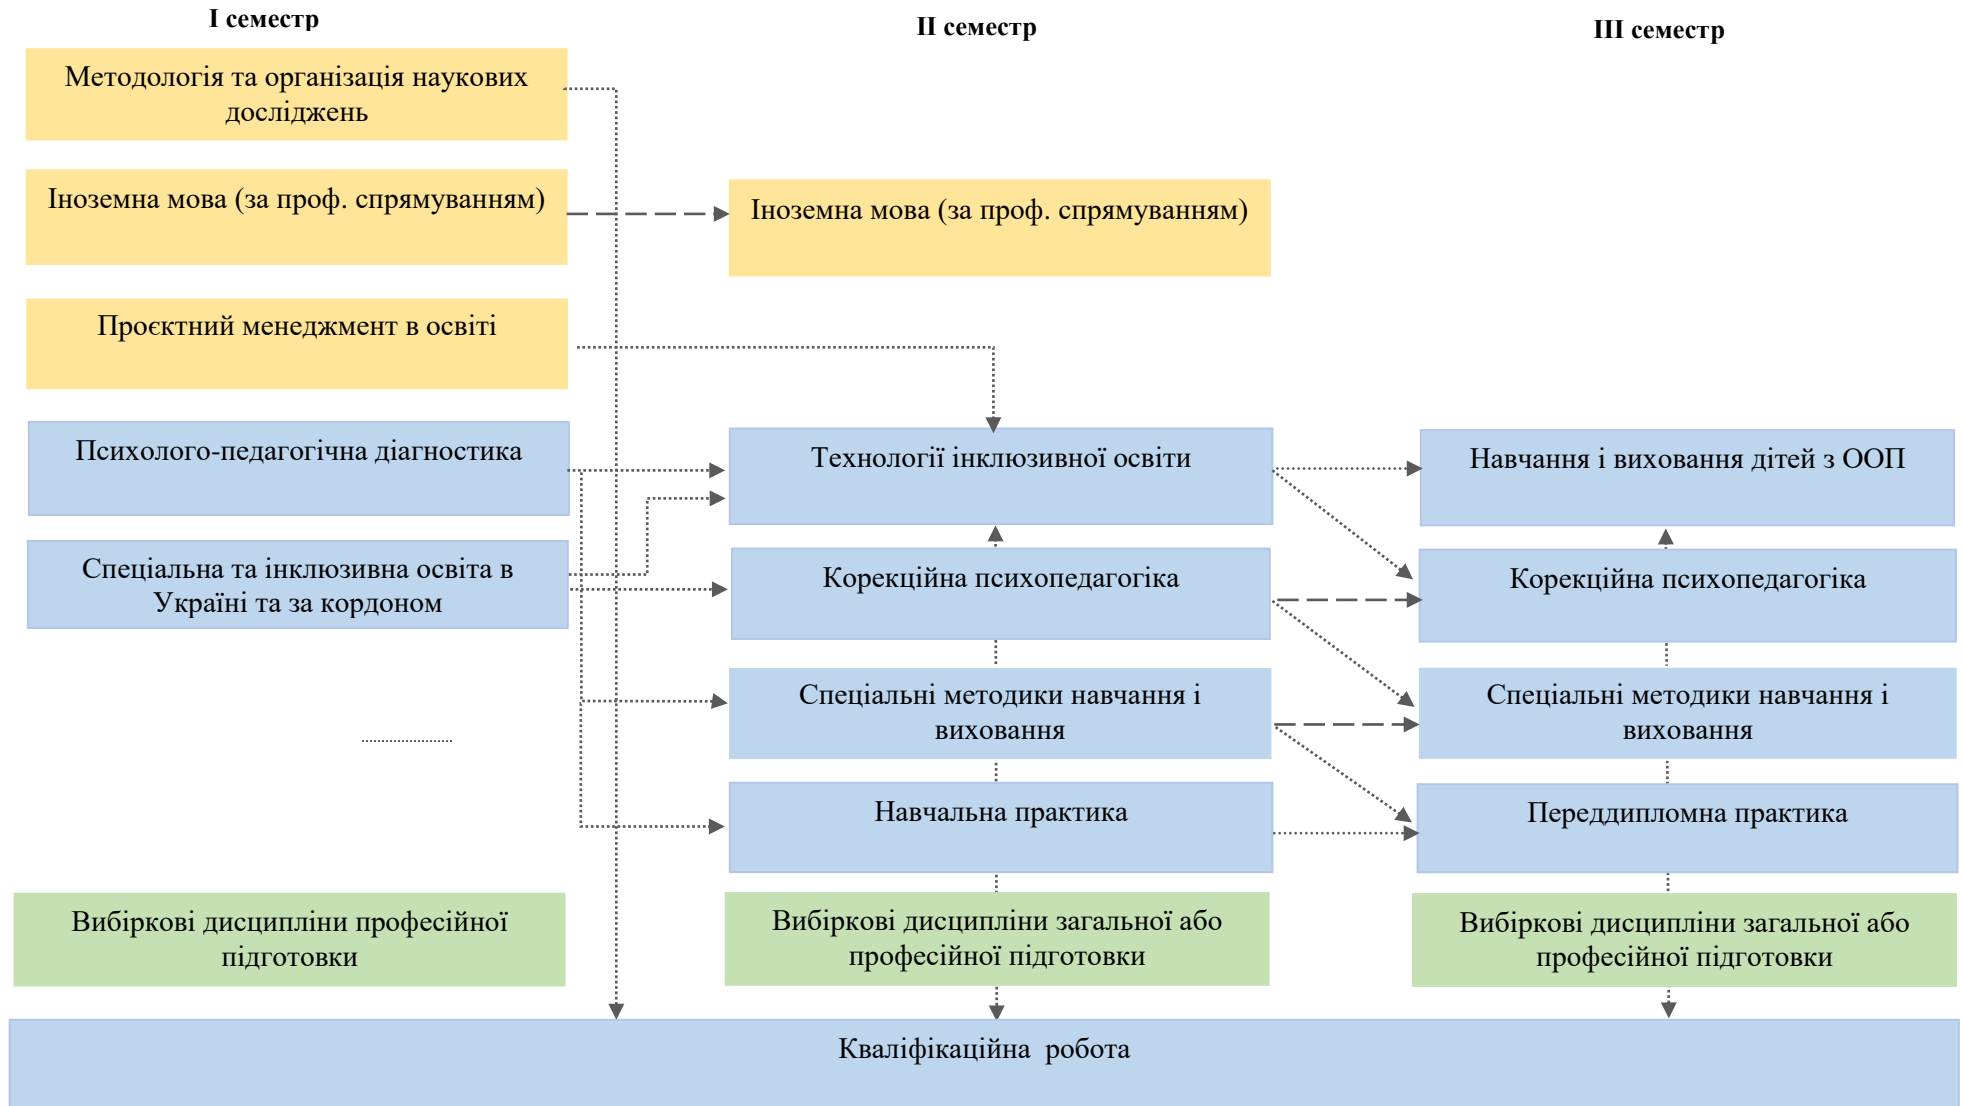 І семестр
ІІ семестр
ІІІ семестр
Методологія та організація наукових
досліджень
Іноземна мова (за проф. спрямуванням)
Іноземна мова (за проф. спрямуванням)
Проєктний менеджмент в освіті
Психолого-педагогічна діагностика
Технології інклюзивної освіти
Навчання і виховання дітей з ООП
Спеціальна та інклюзивна освіта в
Україні та за кордоном
Корекційна психопедагогіка
Корекційна психопедагогіка
Спеціальні методики навчання і
виховання
Спеціальні методики навчання і
виховання
Навчальна практика
Переддипломна практика
Вибіркові дисципліни професійної
підготовки
Вибіркові дисципліни загальної або
професійної підготовки
Вибіркові дисципліни загальної або
професійної підготовки
Кваліфікаційна робота